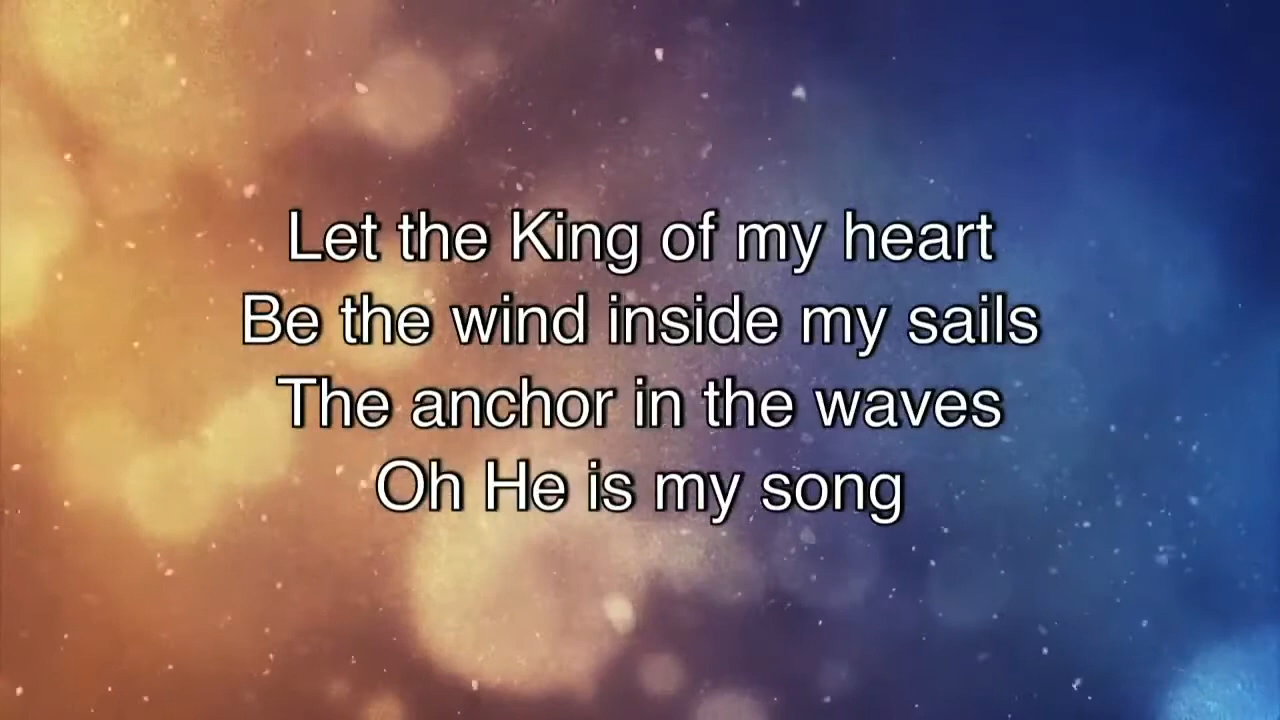 Let the King of my heart
Be the wind inside my sails
The anchor in the waves
Oh He is my song